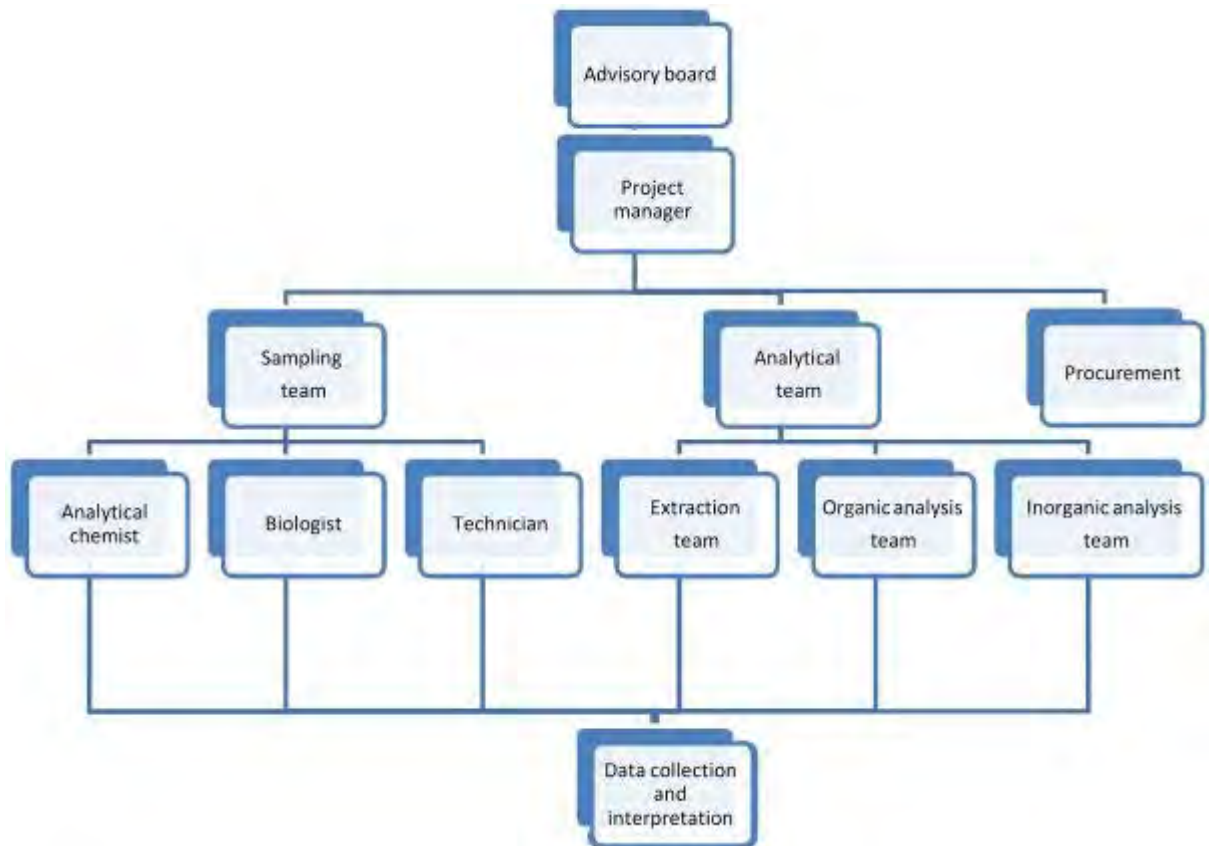 Advisory board
Project
manager
Sampling
team
Analytical
team
Procurement
Analytical
chemist
Biologist
Technician
Extraction
team
Organic analysis
team
Inorganic analysis
team
Data collection
and
interpretation